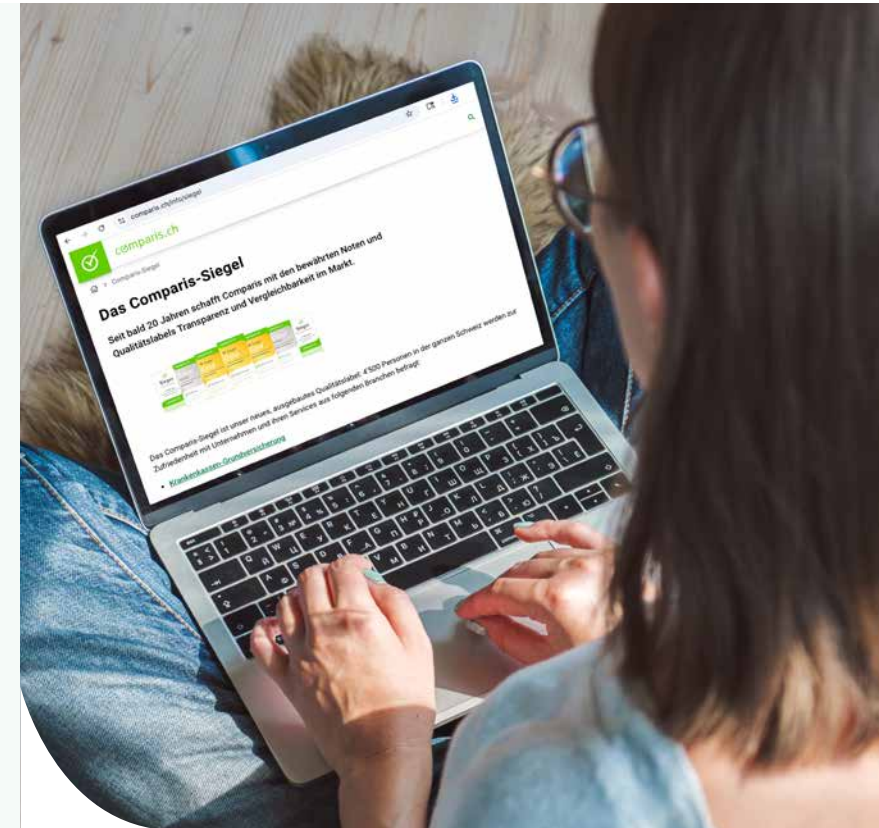 comparis.ch/info/siegel
comparis.ch
Comparis-Siegel
Das Comparis-Siegel
Seit bald 20 Jahren schafft Comparis mit den bewährten Noten und
Qualitätslabels Transparenz und Vergleichbarkeit im Markt.
Das Comparis-Siegel ist unser neues, ausgebautes Qualitätslabel: 4'500 Personen in der ganzen Schweiz werden zur
Zufriedenheit mit Unternehmen und ihren Services aus folgenden Branchen befragt:
Krankenkassen-Grundversicherung